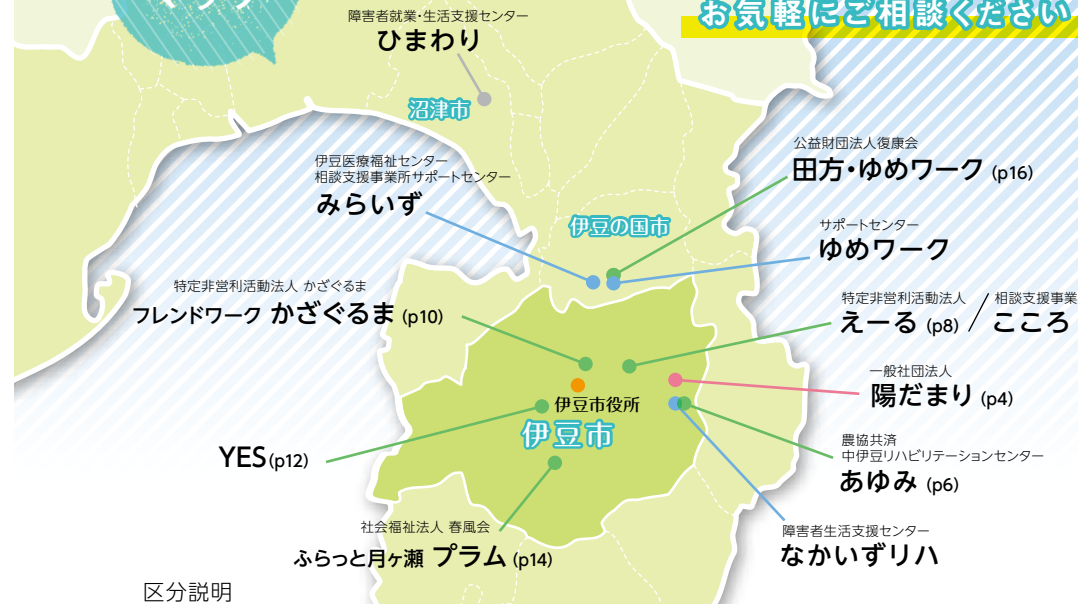 お気軽にご相談ください
障害者就業・生活支援センター
ひまわり
沼津市
公益財団法人復康会
田方・ゆめワーク (p16)
伊豆医療福祉センター
相談支援事業所サポートセンター
みらいず
伊豆の国市
サポートセンター
ゆめワーク
特定非営利活動法人 かざぐるま
フレンドワーク かざぐるま (p10)
特定非営利活動法人
えーる (p8)
/
相談支援事業
こころ
一般社団法人
陽だまり (p4)
伊豆市役所
伊豆市
農協共済
中伊豆リハビリテーションセンター
あゆみ (p6)
YES (p12)
社会福祉法人 春風会
ふらっと月ヶ瀬 プラム (p14)
障害者生活支援センター
なかいずリハ
区分説明